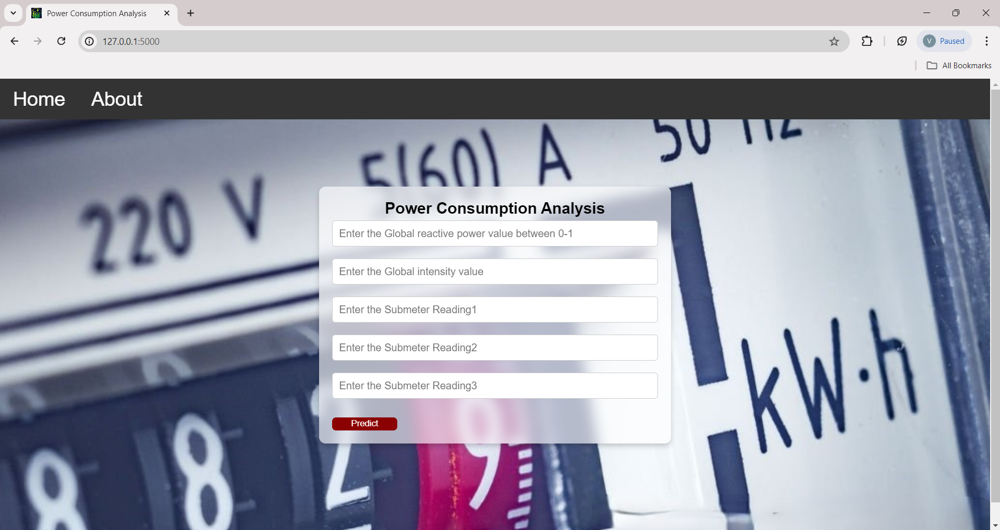 Power Consumption Analysis
127.0.0.1:5000
V Paused
All Bookmarks
Home About
220 V 5(60) A 50 Hz
Power Consumption Analysis
Enter the Global reactive power value between 0-1
Enter the Global intensity value
Enter the Submeter Reading1
Enter the Submeter Reading2
Enter the Submeter Reading3
Predict
kW·h
8 8 2 9